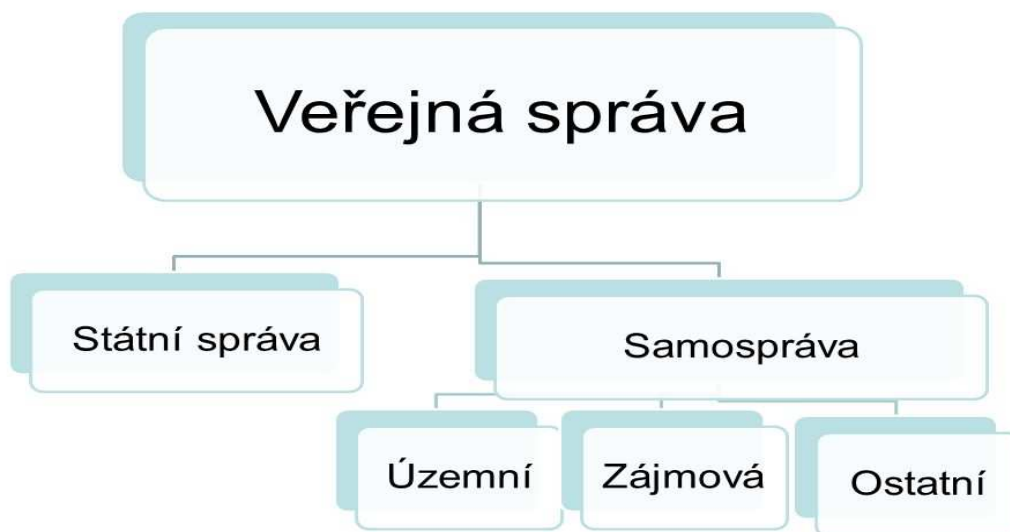 Veřejná správa
Státní správa
Samospráva
Územní
Zájmová
Ostatní